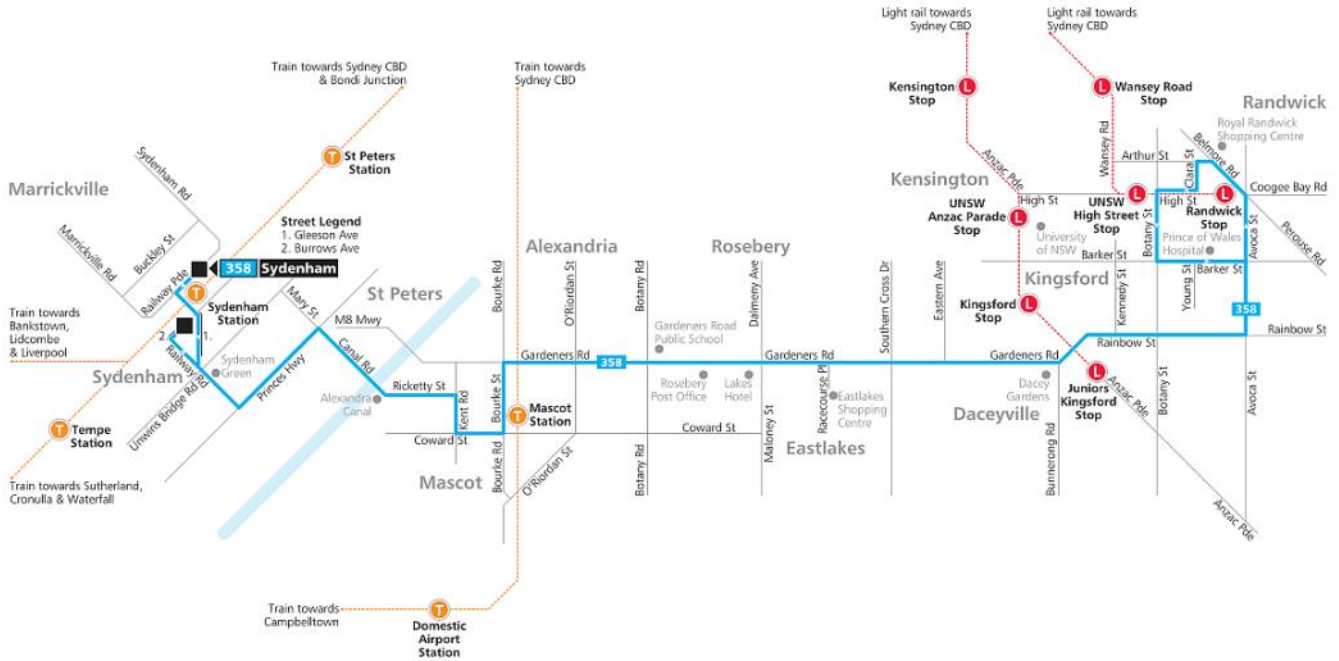 Light rail towards
Sydney CBD
Light rail towards
Sydney CBD
Train towards Sydney CBD
& Bondi Junction
Train towards
Sydney CBD
Kensington
Stop
L
L
Wansey Road
Stop
Randwick
Royal Randwick
Shopping Centre
Belmore Rd
Wansey Rd
Arthur St
Clara St
Anzac Pde
Sydenham Rd
T
St Peters
Station
Marrickville
Kensington
High St
High St
Coogee Bay Rd
L
L
L
UNSW
Anzac Parade
Stop
UNSW
High Street
Stop
Randwick
Stop
University
of NSW
Botany St
Prince of Wales
Hospital
Avoca St
Perouse Rd
Street Legend
1. Gleeson Ave
2. Burrows Ave
Marrickville Rd
Buckley St
Railway Pde
358
Sydenham
T
Sydenham
Station
Alexandria
Rosebery
Barker St
Barker St
Kingsford
Kennedy St
Young St
Mary St
St Peters
M8 Mwy
Bourke Rd
O'Riordan St
Botany Rd
Dalmeny Ave
Southern Cross Dr
Eastern Ave
Kingsford
Stop
L
358
Train towards
Bankstown,
Lidcombe
& Liverpool
2.
1.
Railway Rd
Sydenham
Green
Sydenham
Princes Hwy
Canal Rd
Gardeners Road
Public School
Gardeners Rd
358
Gardeners Rd
Gardeners Rd
Rainbow St
Rainbow St
Unwins Bridge Rd
Alexandra
Canal
Ricketty St
Kent Rd
Bourke St
T
Mascot
Station
Rosebery
Post Office
Lakes
Hotel
Racecourse Pl
Eastlakes
Shopping
Centre
Dacey
Gardens
Daceyville
L
Juniors
Kingsford
Stop
Anzac Pde
Botany St
Avoca St
T
Tempe
Station
Coward St
Coward St
Maloney St
Eastlakes
Mascot
Bourke Rd
O'Riordan St
Botany Rd
Bunnerong Rd
Anzac Pde
Train towards Sutherland,
Cronulla & Waterfall
Train towards
Campbelltown
T
Domestic
Airport
Station